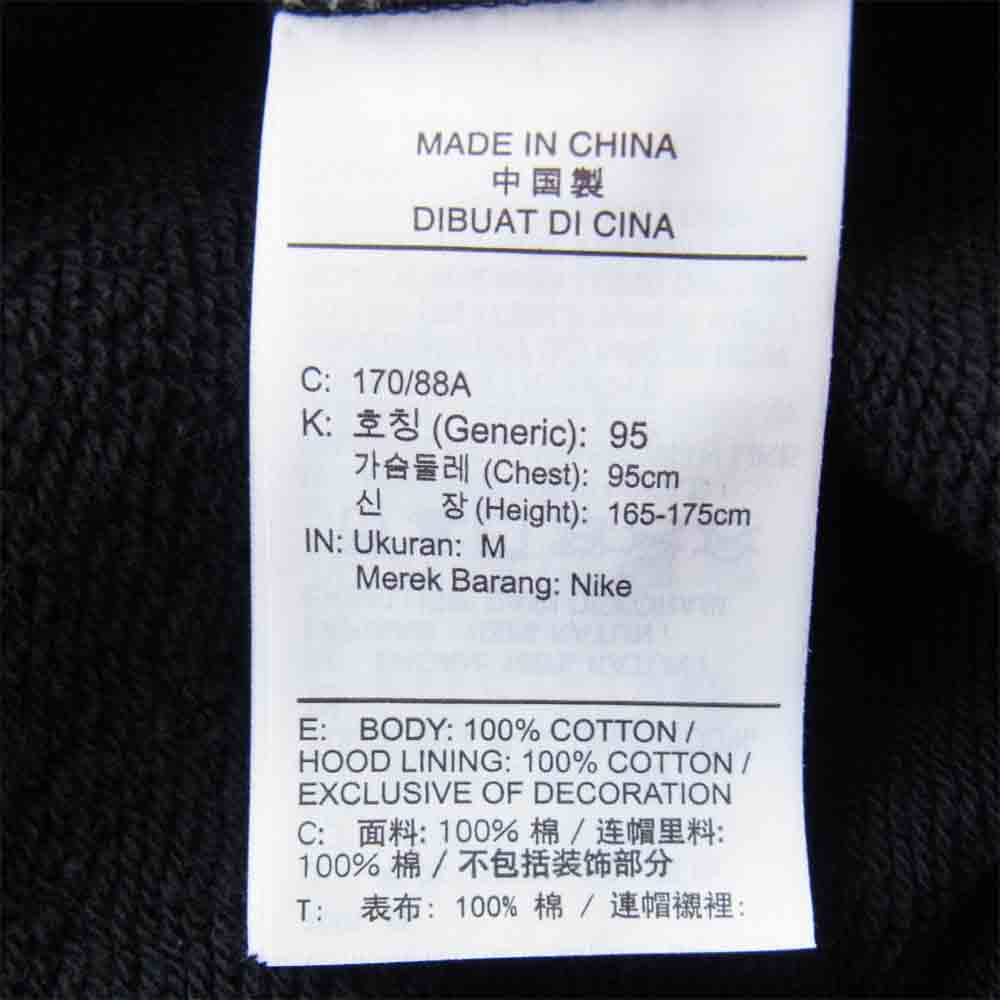 MADE IN CHINA
中国製
DIBUAT DI CINA
C: 170/88A
K: 호칭 (Generic): 95
가슴둘레 (Chest): 95cm
신 장 (Height): 165-175cm
IN: Ukuran: M
Merek Barang: Nike
E: BODY: 100% COTTON /
HOOD LINING: 100% COTTON /
EXCLUSIVE OF DECORATION
C: 面料: 100% 棉 / 连帽里料:
100% 棉 / 不包括装饰部分
T: 表布: 100% 棉 / 連帽襯裡: